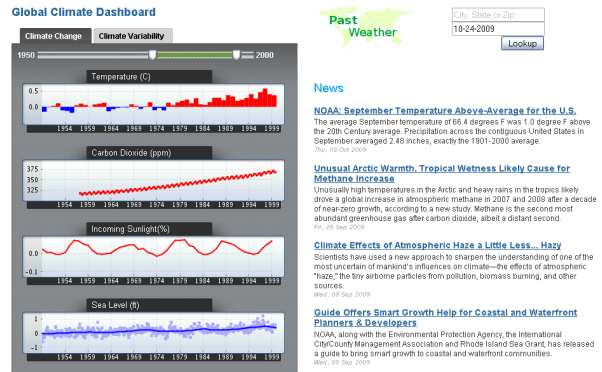 Global Climate Dashboard
Climate Change
Climate Variability
1950
2000
Temperature (C)
0.5
0.0
1954 1959 1964 1969 1974 1979 1984 1989 1994 1999
Carbon Dioxide (ppm)
375
350
325
1954 1959 1964 1969 1974 1979 1984 1989 1994 1999
Incoming Sunlight(%)
0.0
-0.1
1954 1959 1964 1969 1974 1979 1984 1989 1994 1999
Sea Level (ft)
1
0
-1
1954 1959 1964 1969 1974 1979 1984 1989 1994 1999
Past
Weather
City, State or Zip
10-24-2009
Lookup
News
NOAA: September Temperature Above-Average for the U.S.
The average September temperature of 66.4 degrees F was 1.0 degree F above
the 20th Century average. Precipitation across the contiguous United States in
September averaged 2.48 inches, exactly the 1901-2000 average.
Thu, 08 Oct 2009
Unusual Arctic Warmth, Tropical Wetness Likely Cause for
Methane Increase
Unusually high temperatures in the Arctic and heavy rains in the tropics likely
drove a global increase in atmospheric methane in 2007 and 2008 after a decade
of near-zero growth, according to a new study. Methane is the second most
abundant greenhouse gas after carbon dioxide, albeit a distant second.
Fri, 25 Sep 2009
Climate Effects of Atmospheric Haze a Little Less... Hazy
Scientists have used a new approach to sharpen the understanding of one of the
most uncertain of mankind's influences on climate—the effects of atmospheric
"haze," the tiny airborne particles from pollution, biomass burning, and other
sources.
Wed, 09 Sep 2009
Guide Offers Smart Growth Help for Coastal and Waterfront
Planners & Developers
NOAA, along with the Environmental Protection Agency, the International
City/County Management Association and Rhode Island Sea Grant, has released
a guide to bring smart growth to coastal and waterfront communities.
Wed, 09 Sep 2009